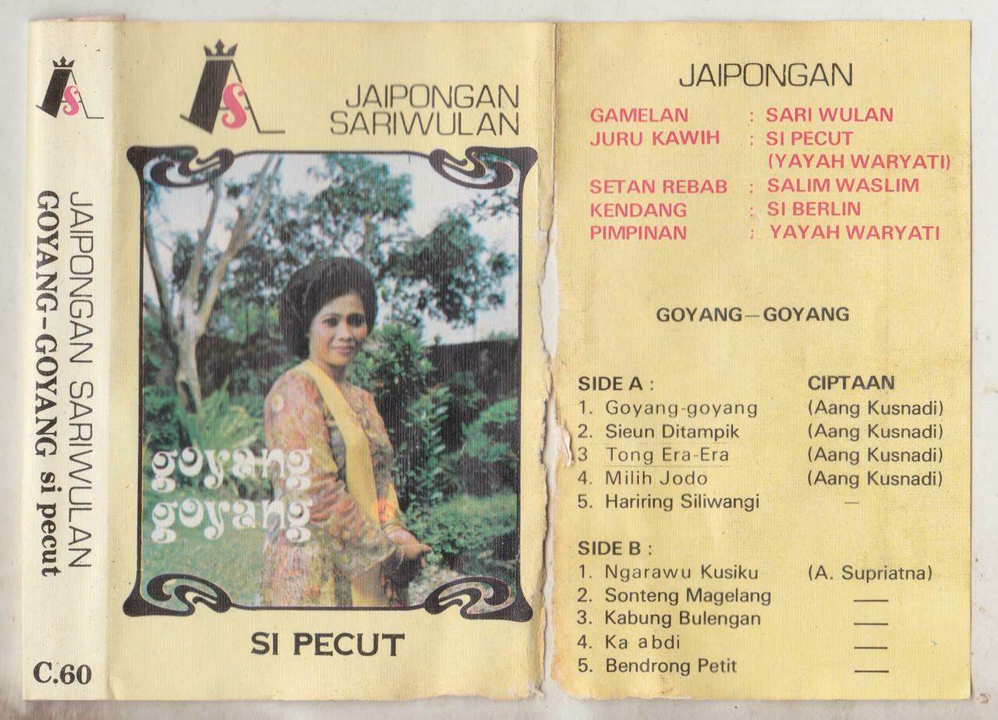 AS
JAIPONGAN SARIWULAN
GOYANG-GOYANG si pecut
C.60
AS
JAIPONGAN
SARIWULAN
goyang
goyang
SI PECUT
JAIPONGAN
GAMELAN : SARI WULAN
JURU KAWIH : SI PECUT
(YAYAH WARYATI)
SETAN REBAB : SALIM WASLIM
KENDANG : SI BERLIN
PIMPINAN : YAYAH WARYATI
GOYANG—GOYANG
SIDE A : CIPTAAN
1. Goyang-goyang (Aang Kusnadi)
2. Sieun Ditampik (Aang Kusnadi)
3 Tong Era-Era (Aang Kusnadi)
4. Milih Jodo (Aang Kusnadi)
5. Hariring Siliwangi —
SIDE B :
1. Ngarawu Kusiku (A. Supriatna)
2. Sonteng Magelang —
3. Kabung Bulengan —
4. Ka abdi —
5. Bendrong Petit —